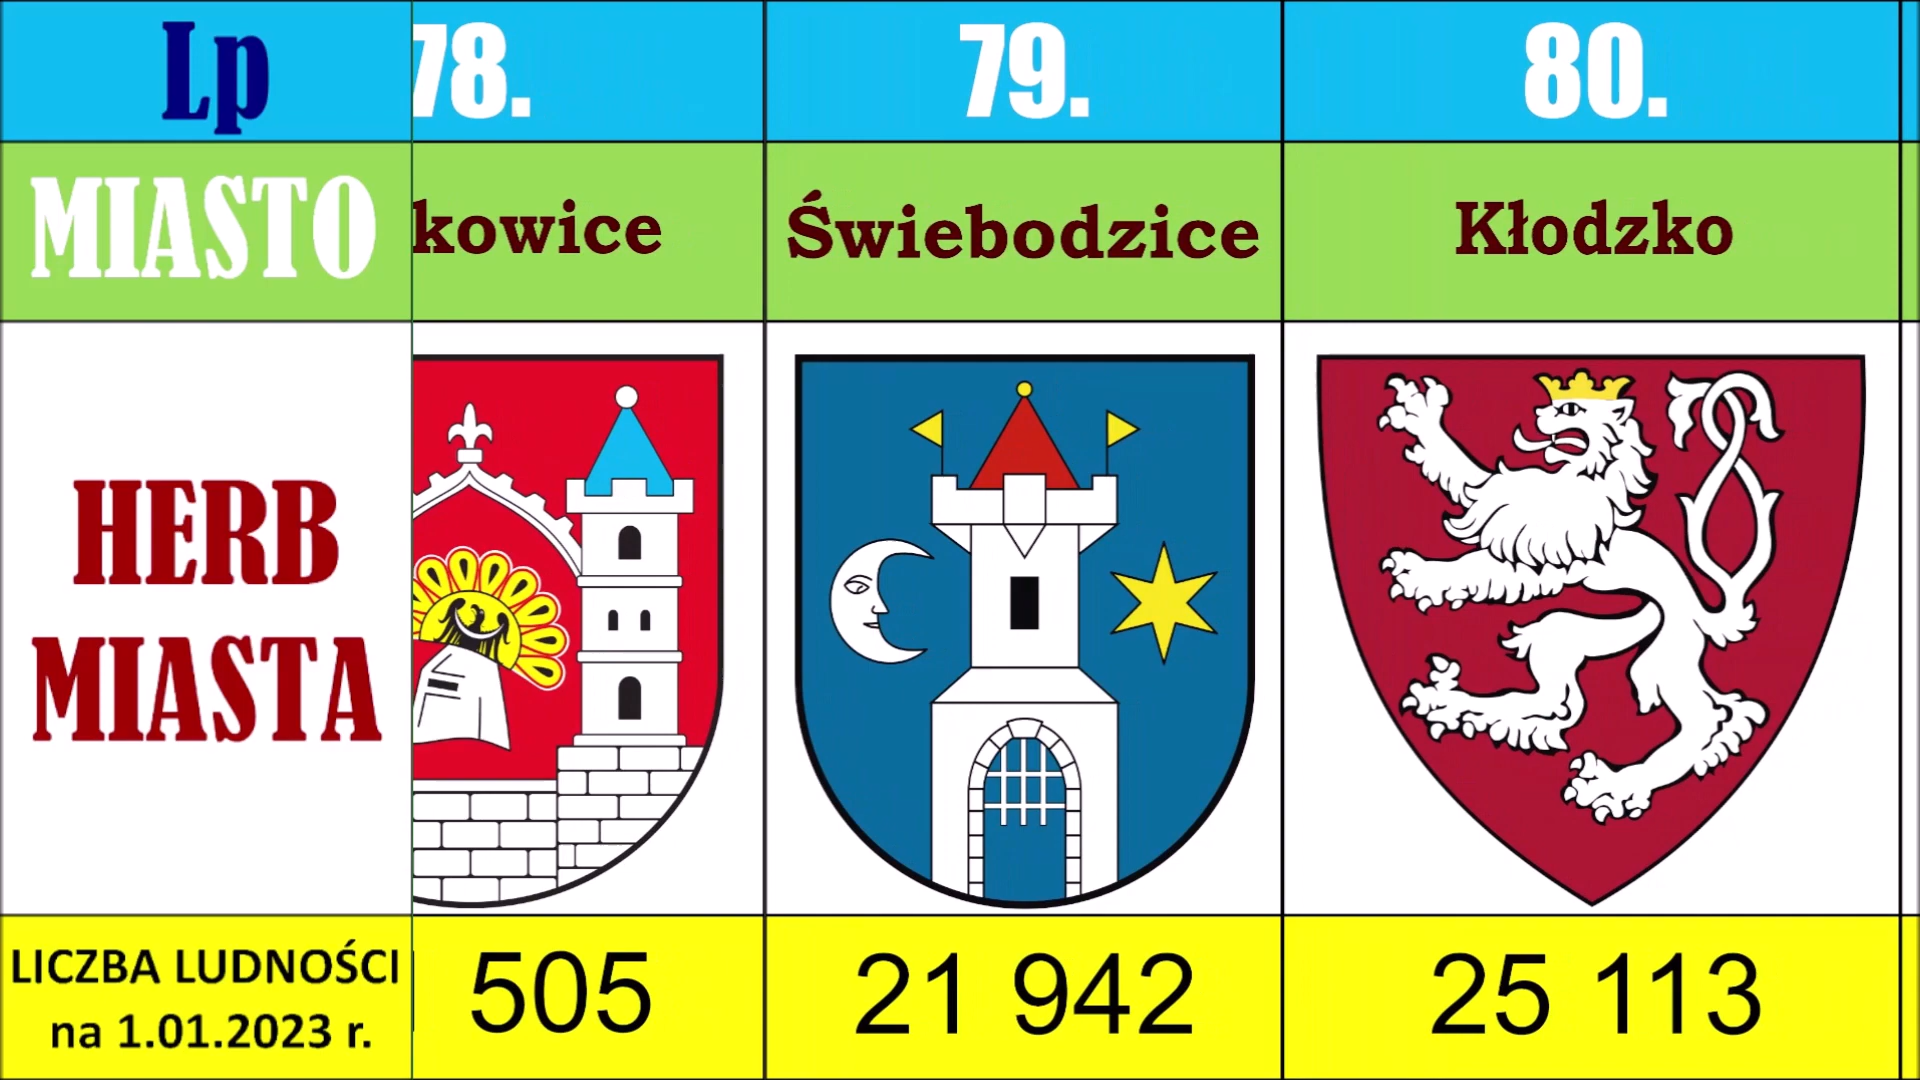 Lp 78. 79. 80.
MIASTO kowice Świebodzice Kłodzko
HERB
MIASTA
LICZBA LUDNOŚCI
na 1.01.2023 r. 505 21 942 25 113